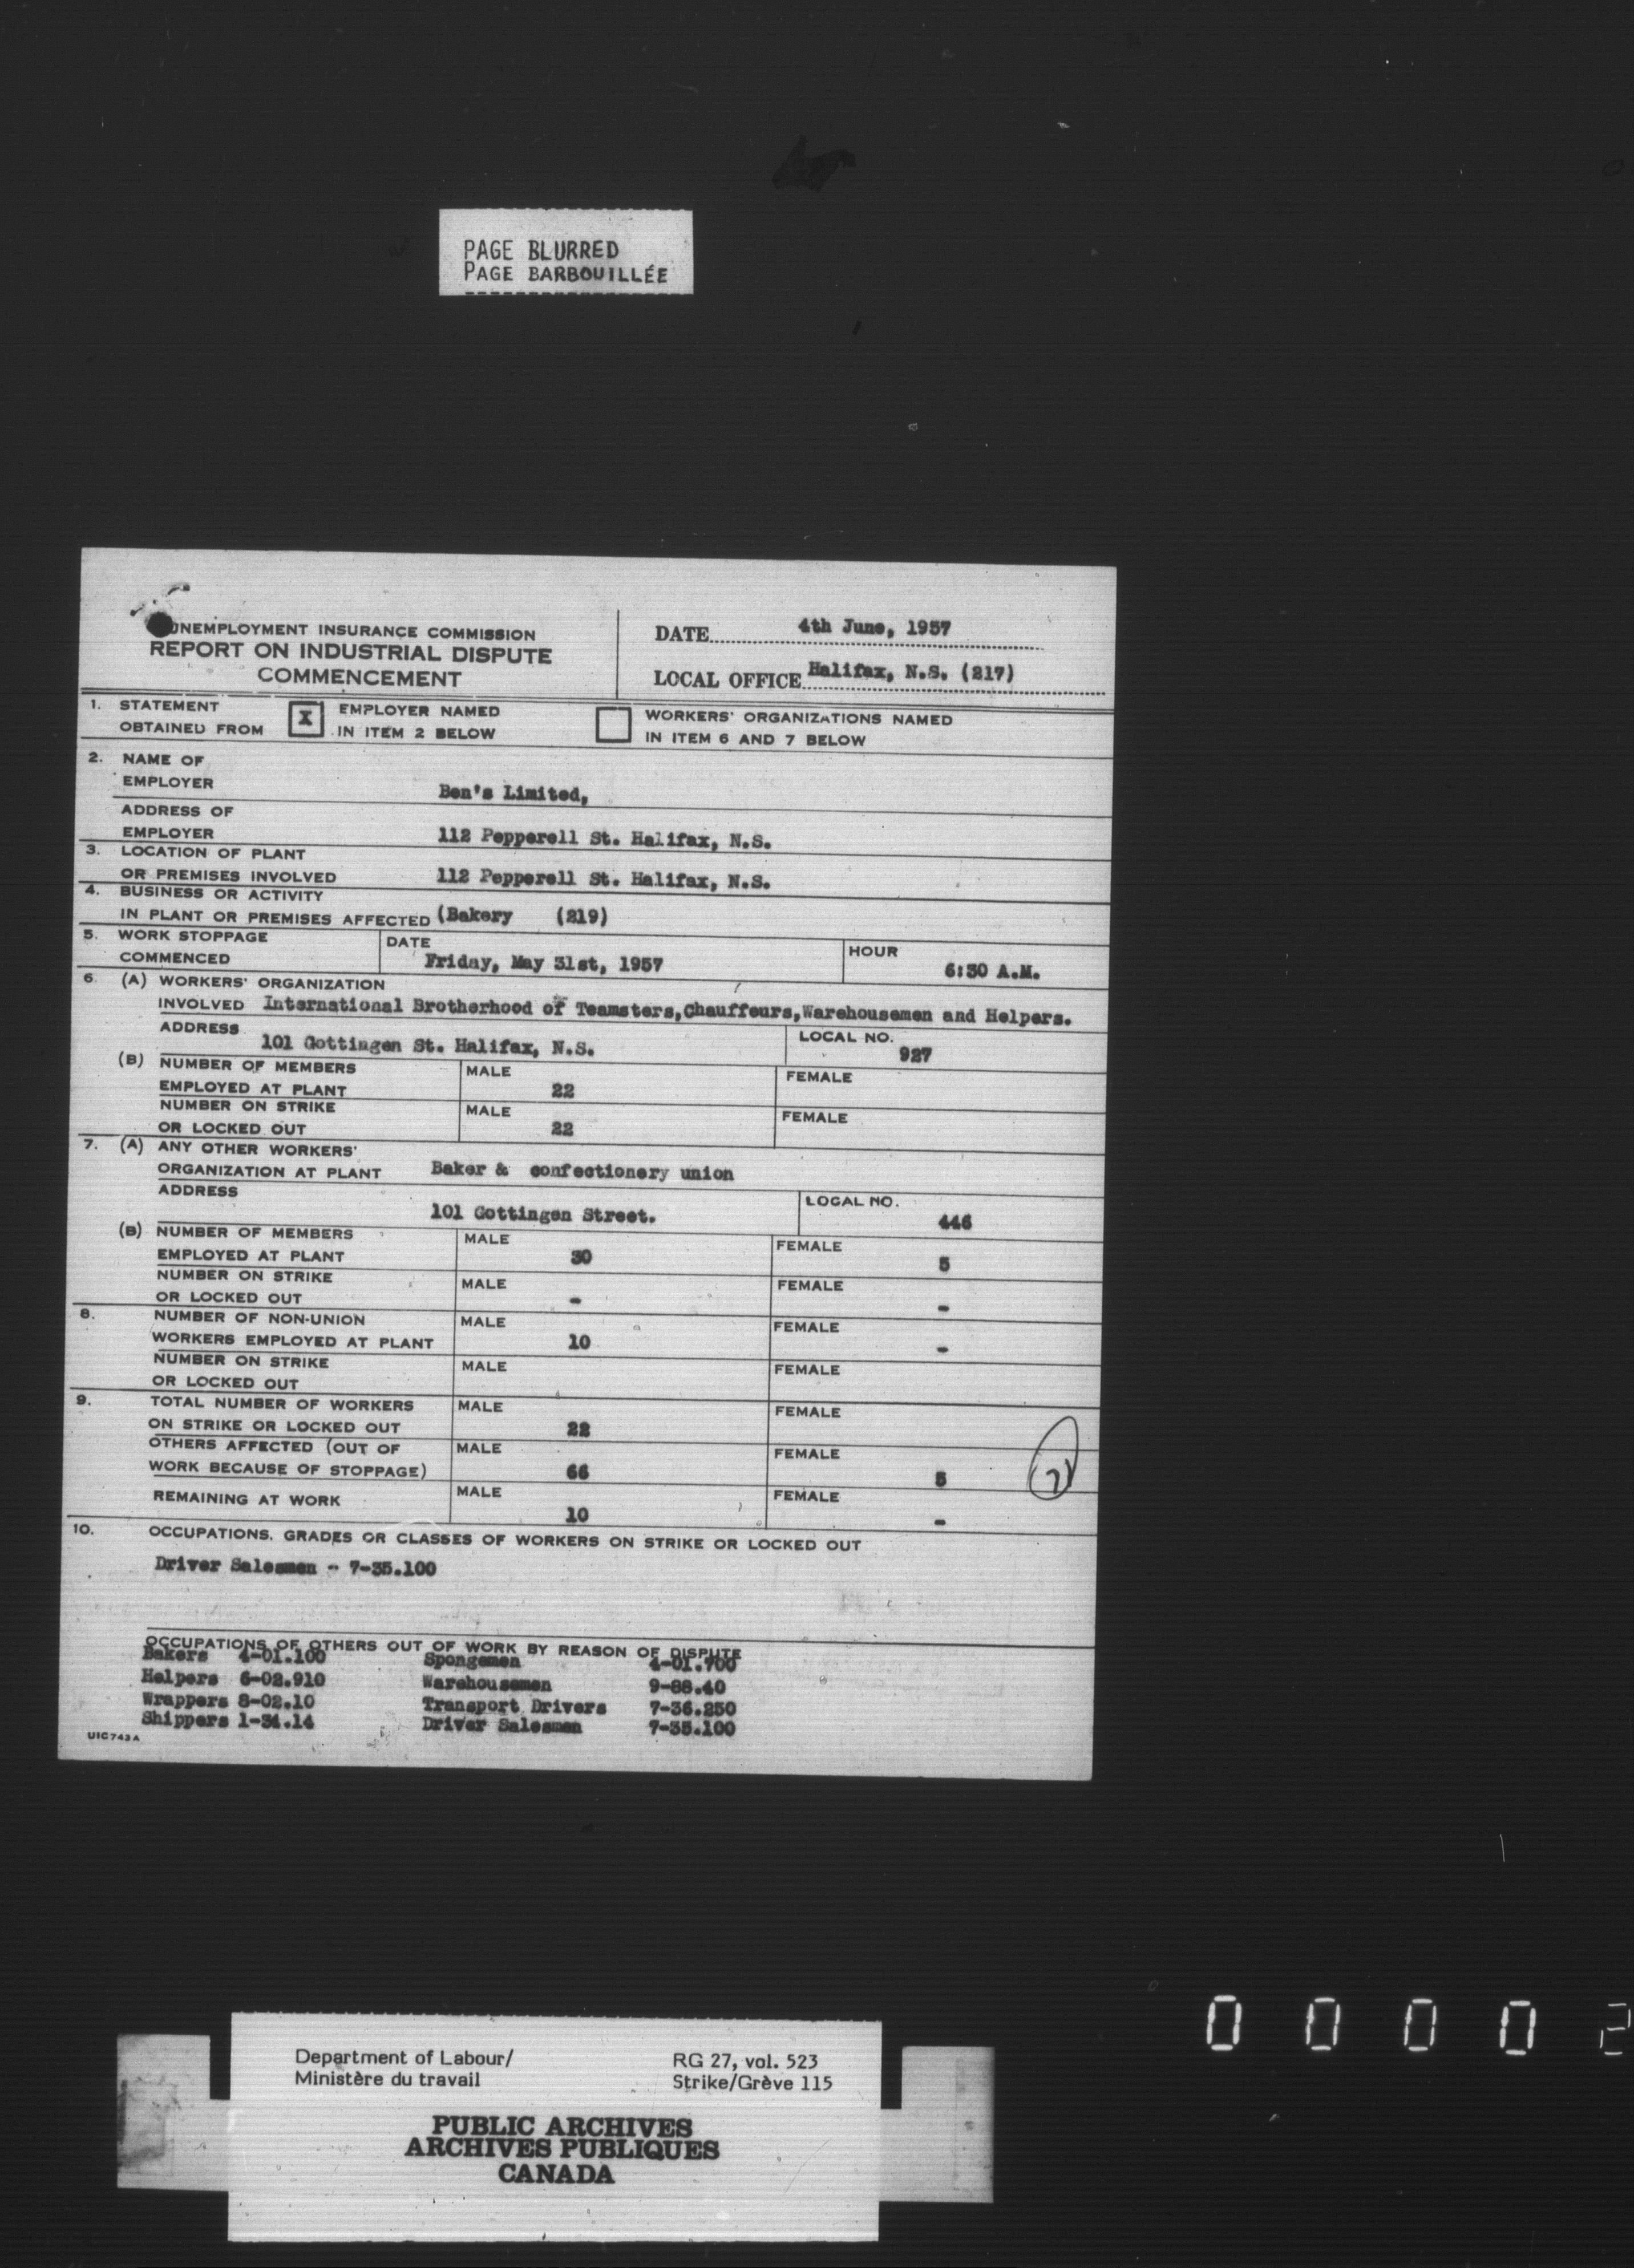 PAGE BLURRED
PAGE BARBOUILLÉE
UNEMPLOYMENT INSURANCE COMMISSION
REPORT ON INDUSTRIAL DISPUTE
COMMENCEMENT
DATE 4th June, 1957
LOCAL OFFICE Halifax, N.S. (217)
1. STATEMENT OBTAINED FROM
X EMPLOYER NAMED IN ITEM 2 BELOW
WORKERS' ORGANIZATIONS NAMED IN ITEM 6 AND 7 BELOW
2. NAME OF
EMPLOYER Ben's Limited,
ADDRESS OF
EMPLOYER 112 Pepperell St. Halifax, N.S.
3. LOCATION OF PLANT
OR PREMISES INVOLVED 112 Pepperell St. Halifax, N.S.
4. BUSINESS OR ACTIVITY
IN PLANT OR PREMISES AFFECTED (Bakery (219)
5. WORK STOPPAGE DATE HOUR
COMMENCED Friday, May 31st, 1957 6:30 A.M.
6 (A) WORKERS' ORGANIZATION
INVOLVED International Brotherhood of Teamsters,Chauffeurs,Warehousemen and Helpers.
ADDRESS LOCAL NO.
101 Gottingen St. Halifax, N.S. 927
(B) NUMBER OF MEMBERS MALE FEMALE
EMPLOYED AT PLANT 22
NUMBER ON STRIKE MALE FEMALE
OR LOCKED OUT 22
7. (A) ANY OTHER WORKERS'
ORGANIZATION AT PLANT Baker & confectionery union
ADDRESS LOCAL NO.
101 Gottingen Street. 446
(B) NUMBER OF MEMBERS MALE FEMALE
EMPLOYED AT PLANT 30 5
NUMBER ON STRIKE MALE FEMALE
OR LOCKED OUT - -
8. NUMBER OF NON-UNION MALE FEMALE
WORKERS EMPLOYED AT PLANT 10 -
NUMBER ON STRIKE MALE FEMALE
OR LOCKED OUT
9. TOTAL NUMBER OF WORKERS MALE FEMALE
ON STRIKE OR LOCKED OUT 22
OTHERS AFFECTED (OUT OF MALE FEMALE
WORK BECAUSE OF STOPPAGE) 66 5
REMAINING AT WORK MALE FEMALE
10 -
10. OCCUPATIONS, GRADES OR CLASSES OF WORKERS ON STRIKE OR LOCKED OUT
Driver Salesmen - 7-35.100
OCCUPATIONS OF OTHERS OUT OF WORK BY REASON OF DISPUTE
Bakers 4-01.100 Spongemen 4-01.700
Helpers 6-02.910 Warehousemen 9-88.40
Wrappers 8-02.10 Transport Drivers 7-36.250
Shippers 1-34.14 Driver Salesmen 7-35.100
UIC743A
0 0 0 0 2
Department of Labour/ RG 27, vol. 523
Ministère du travail Strike/Grève 115
PUBLIC ARCHIVES
ARCHIVES PUBLIQUES
CANADA